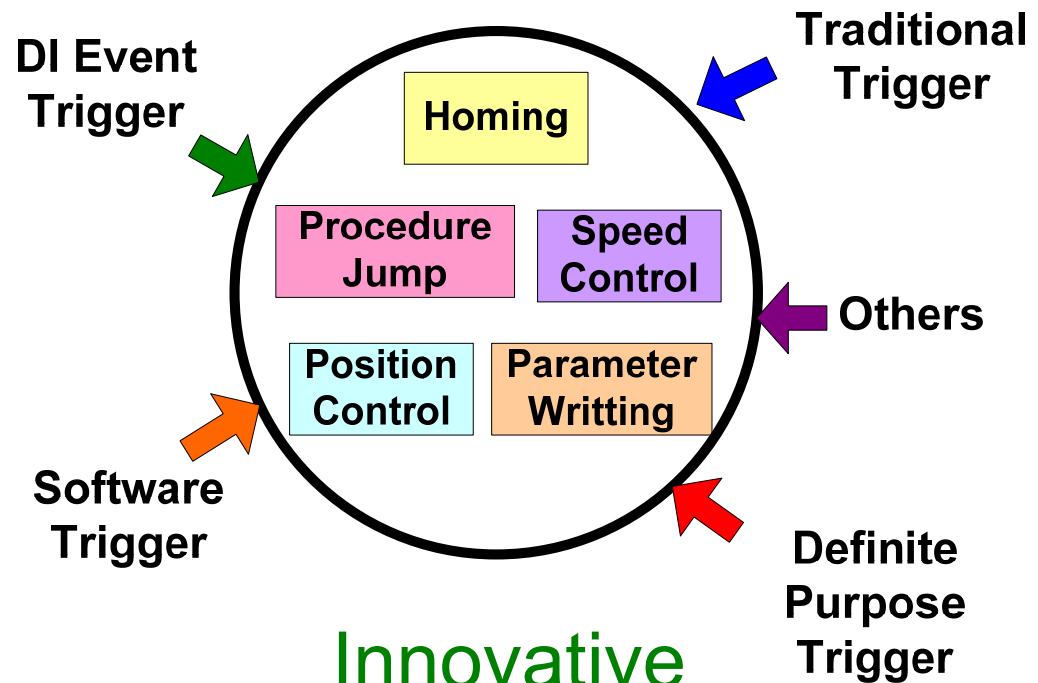 DI Event
Trigger
Traditional
Trigger
Homing
Procedure
Jump
Speed
Control
Others
Position
Control
Parameter
Writting
Software
Trigger
Definite
Purpose
Trigger
Innovative